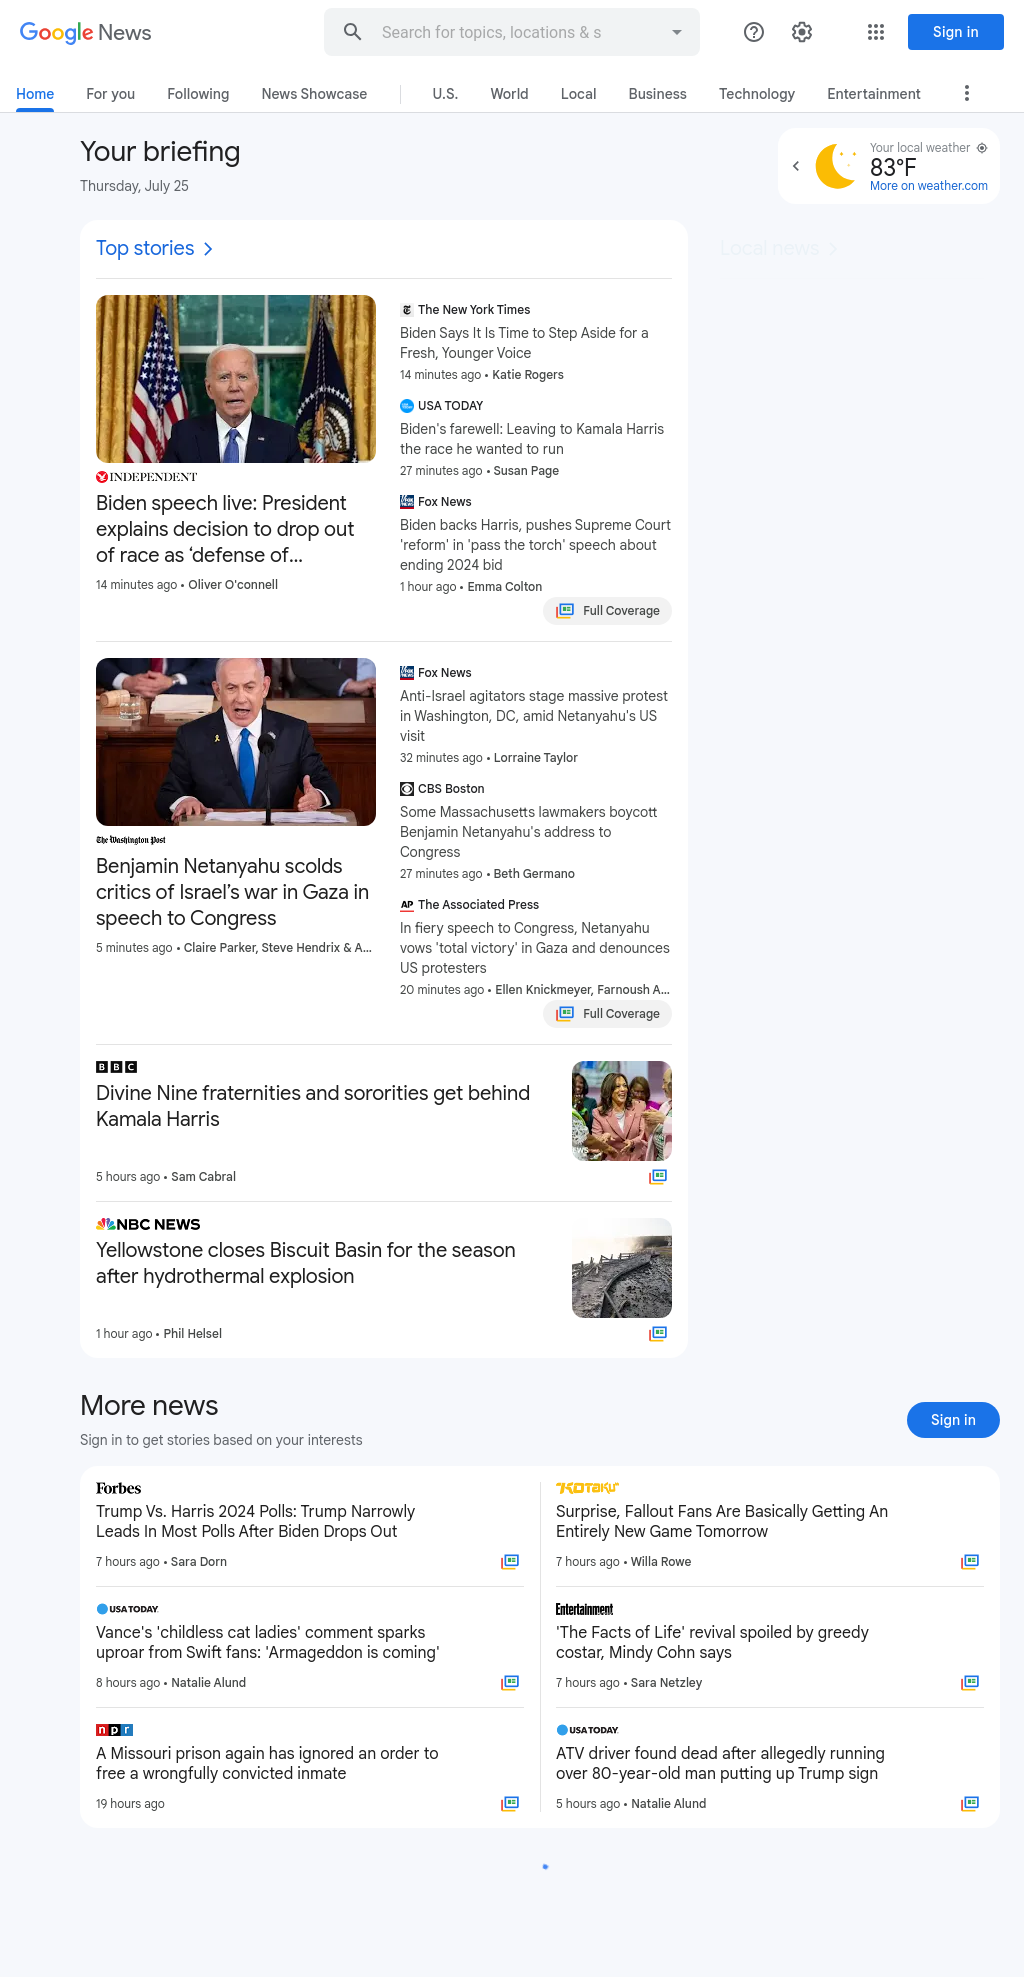 Google News
Search for topics, locations & s
Sign in
Home
For you
Following
News Showcase
U.S.
World
Local
Business
Technology
Entertainment
Your briefing
Thursday, July 25
Your local weather
83°F
More on weather.com
Top stories
Local news
INDEPENDENT
Biden speech live: President
explains decision to drop out
of race as ‘defense of...
14 minutes ago • Oliver O'connell
The New York Times
Biden Says It Is Time to Step Aside for a
Fresh, Younger Voice
14 minutes ago • Katie Rogers
USA TODAY
Biden's farewell: Leaving to Kamala Harris
the race he wanted to run
27 minutes ago • Susan Page
Fox News
Biden backs Harris, pushes Supreme Court
'reform' in 'pass the torch' speech about
ending 2024 bid
1 hour ago • Emma Colton
Full Coverage
The Washington Post
Benjamin Netanyahu scolds
critics of Israel’s war in Gaza in
speech to Congress
5 minutes ago • Claire Parker, Steve Hendrix & A...
Fox News
Anti-Israel agitators stage massive protest
in Washington, DC, amid Netanyahu's US
visit
32 minutes ago • Lorraine Taylor
CBS Boston
Some Massachusetts lawmakers boycott
Benjamin Netanyahu's address to
Congress
27 minutes ago • Beth Germano
AP The Associated Press
In fiery speech to Congress, Netanyahu
vows 'total victory' in Gaza and denounces
US protesters
20 minutes ago • Ellen Knickmeyer, Farnoush A...
Full Coverage
BBC
Divine Nine fraternities and sororities get behind
Kamala Harris
5 hours ago • Sam Cabral
NBC NEWS
Yellowstone closes Biscuit Basin for the season
after hydrothermal explosion
1 hour ago • Phil Helsel
More news
Sign in to get stories based on your interests
Sign in
Forbes
Trump Vs. Harris 2024 Polls: Trump Narrowly
Leads In Most Polls After Biden Drops Out
7 hours ago • Sara Dorn
KOTAKU
Surprise, Fallout Fans Are Basically Getting An
Entirely New Game Tomorrow
7 hours ago • Willa Rowe
USA TODAY
Vance's 'childless cat ladies' comment sparks
uproar from Swift fans: 'Armageddon is coming'
8 hours ago • Natalie Alund
Entertainment
'The Facts of Life' revival spoiled by greedy
costar, Mindy Cohn says
7 hours ago • Sara Netzley
npr
A Missouri prison again has ignored an order to
free a wrongfully convicted inmate
19 hours ago
USA TODAY
ATV driver found dead after allegedly running
over 80-year-old man putting up Trump sign
5 hours ago • Natalie Alund